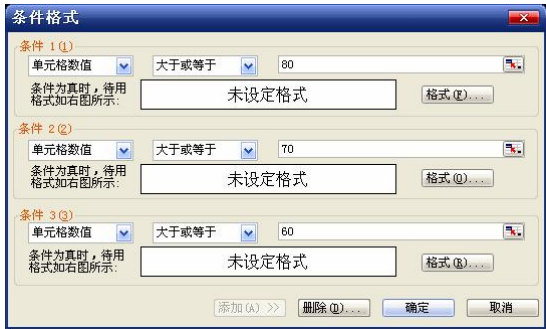 条件格式
条件 1(1)
单元格数值 大于或等于 80
条件为真时，待用
格式如右图所示:
未设定格式
格式(F)...
条件 2(2)
单元格数值 大于或等于 70
条件为真时，待用
格式如右图所示:
未设定格式
格式(O)...
条件 3(3)
单元格数值 大于或等于 60
条件为真时，待用
格式如右图所示:
未设定格式
格式(R)...
添加(A) >> 删除(D)... 确定 取消